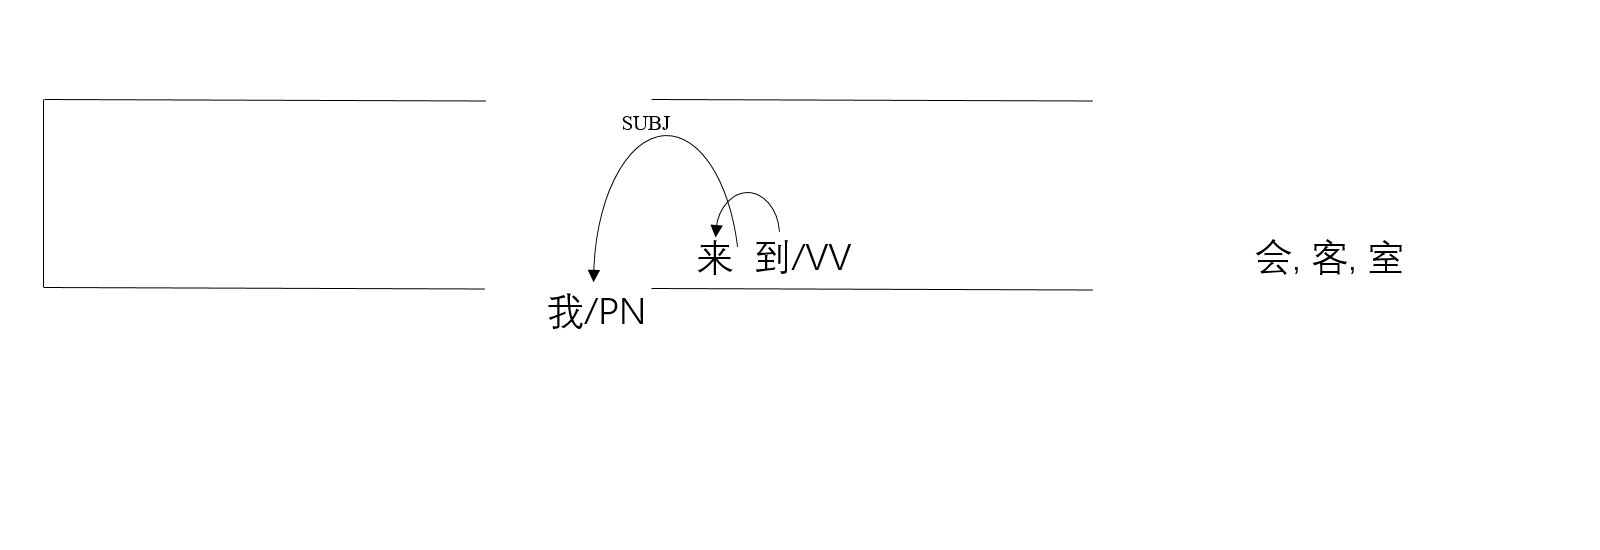 SUBJ
来 到/VV
会, 客, 室
我/PN